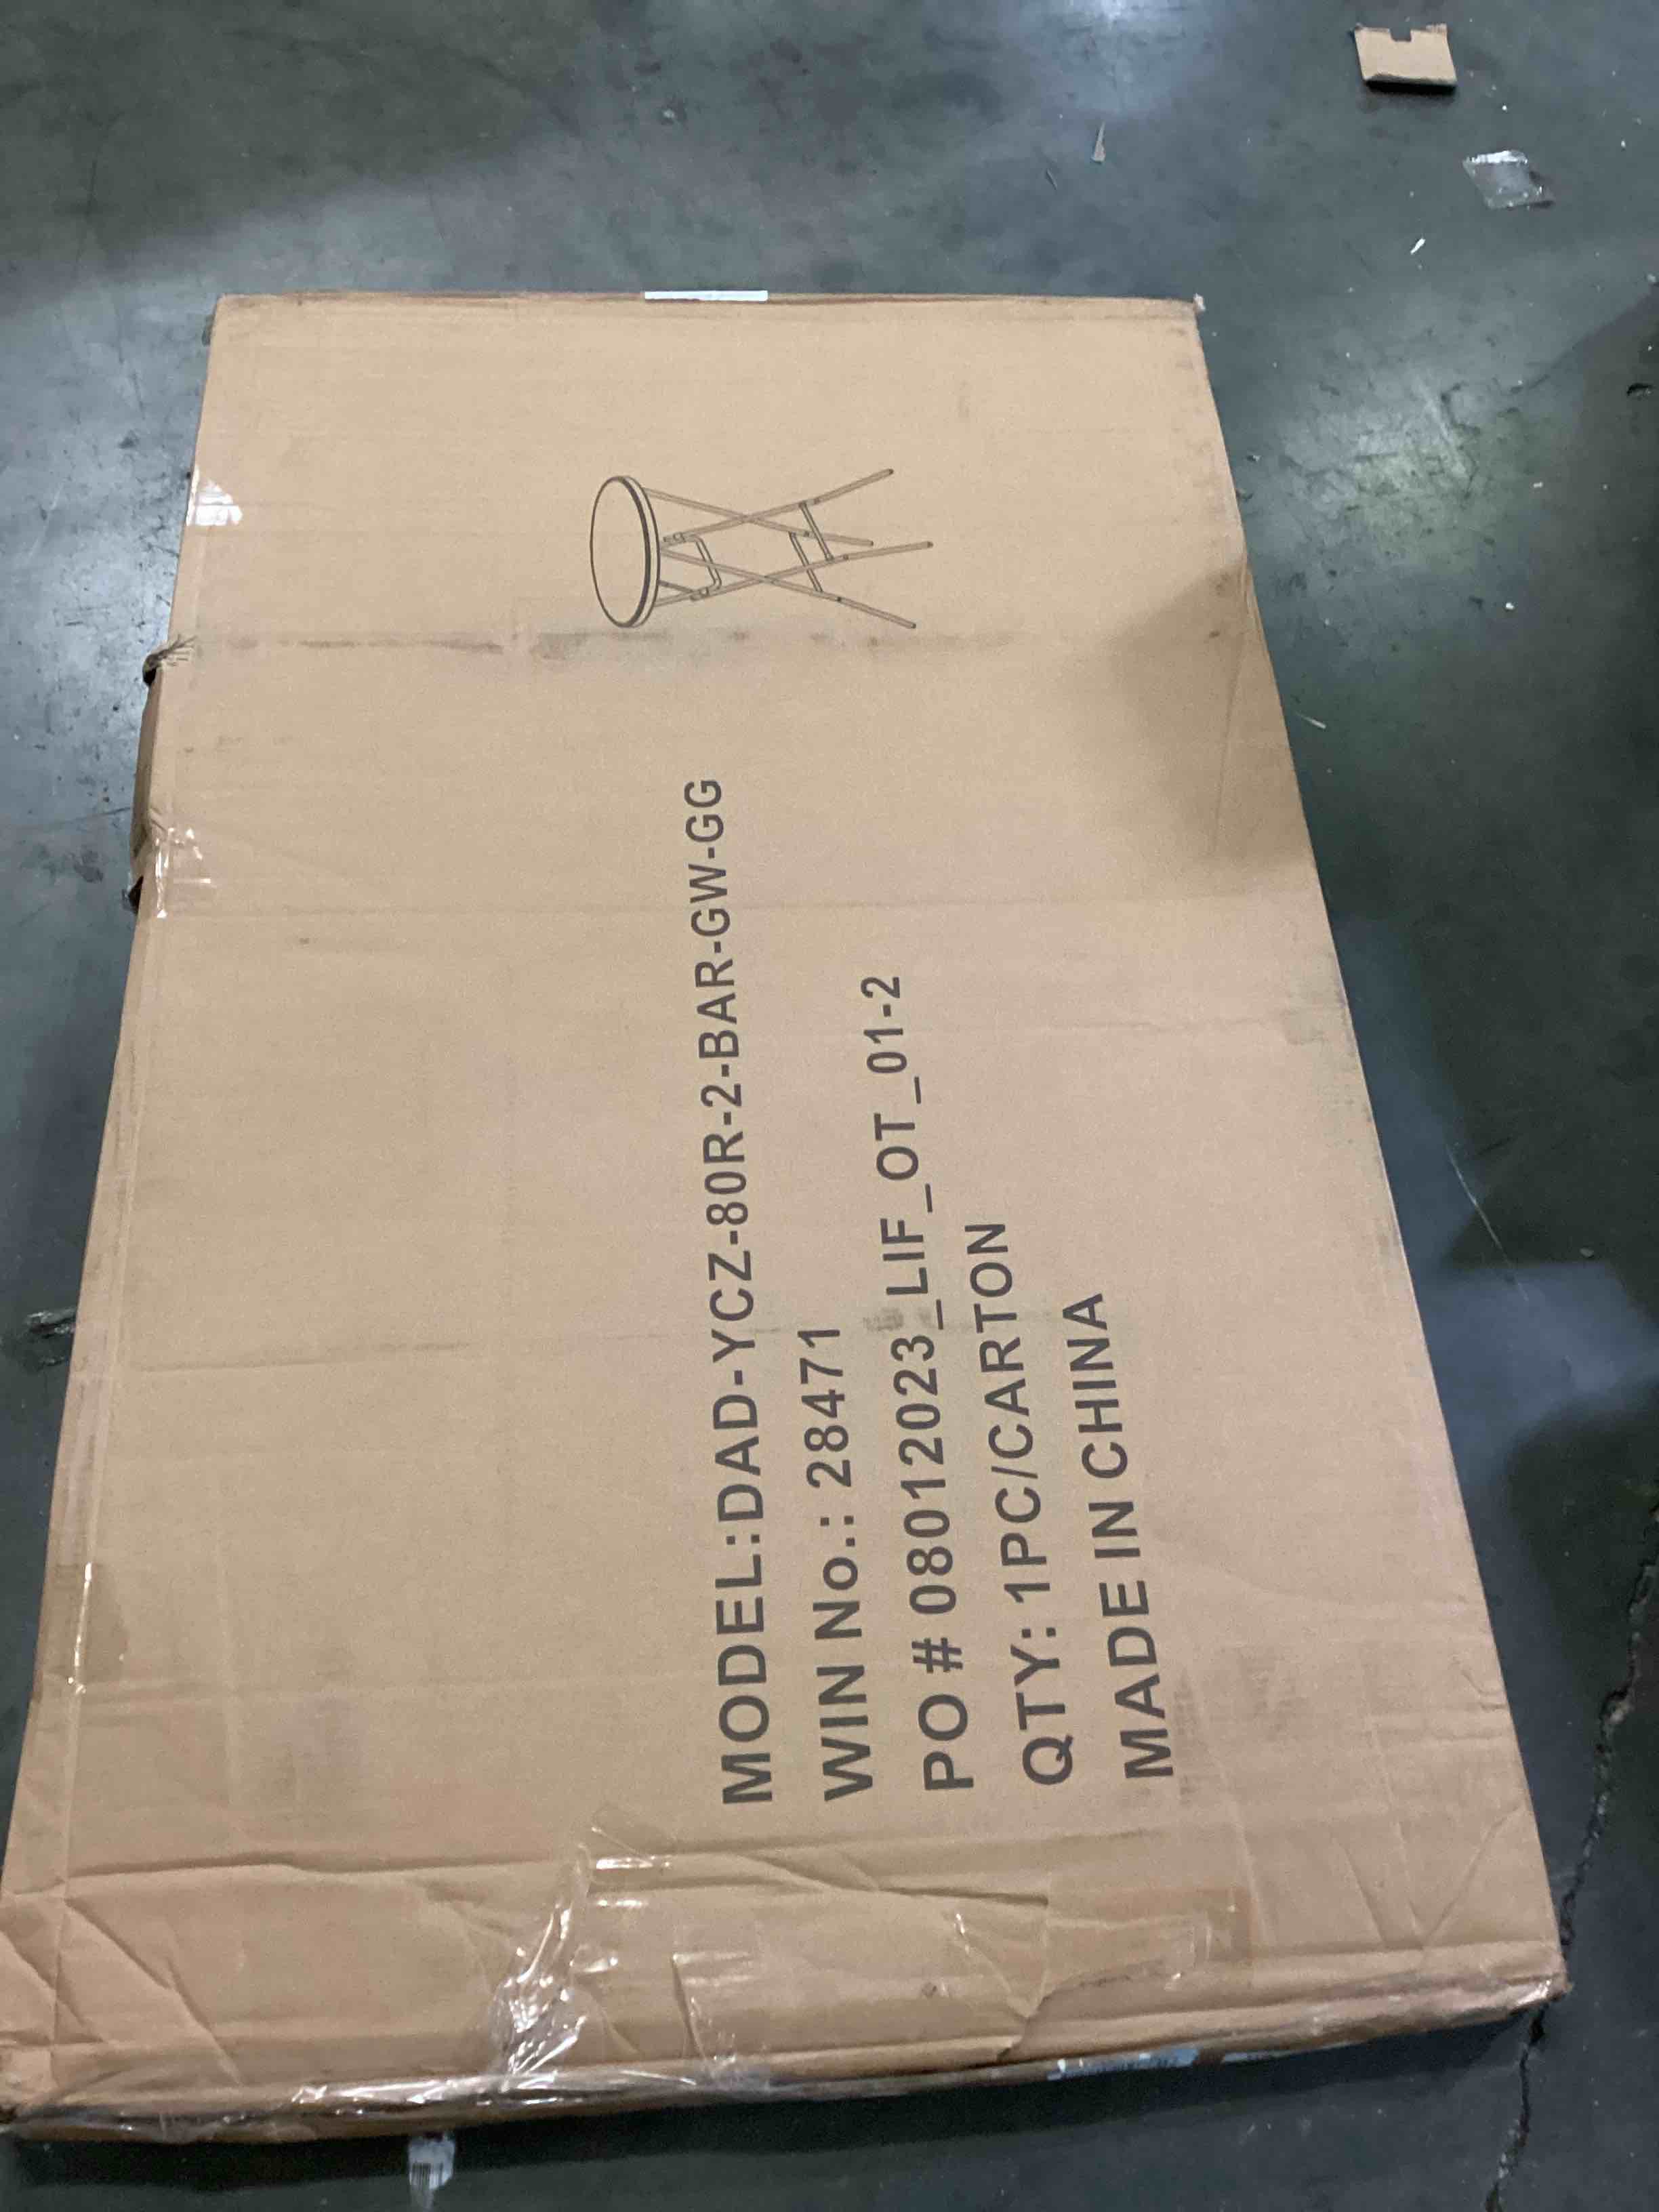 MODEL:DAD-YCZ-80R-2-BAR-GW-GG
WIN No.: 28471
PO # 08012023_LIF_OT_01-2
QTY: 1PC/CARTON
MADE IN CHINA